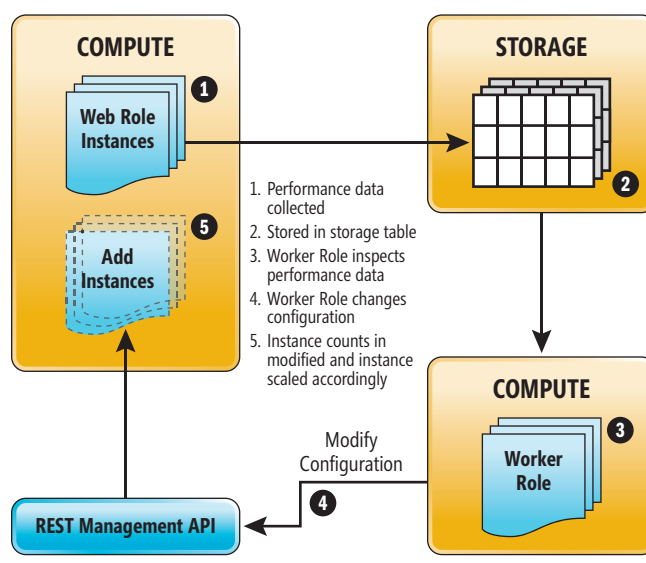 COMPUTE
1
Web Role
Instances
5
Add
Instances
STORAGE
2
1. Performance data
collected
2. Stored in storage table
3. Worker Role inspects
performance data
4. Worker Role changes
configuration
5. Instance counts in
modified and instance
scaled accordingly
COMPUTE
3
Worker
Role
Modify
Configuration
4
REST Management API